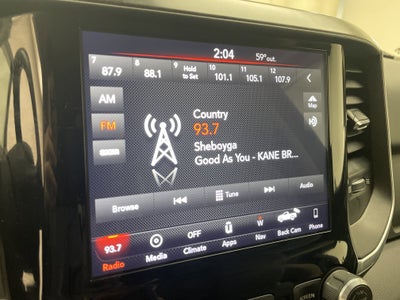 2:04 59°out.
7 87.9
8 88.1
9 Hold to Set
10 101.1
11 105.1
12 107.9
AM
Country
Map
FM
93.7
Sheboyga
Good As You - KANE BR...
Browse
Tune
Audio
93.7 OFF W
Radio Media Climate Apps Nav Back Cam Phone